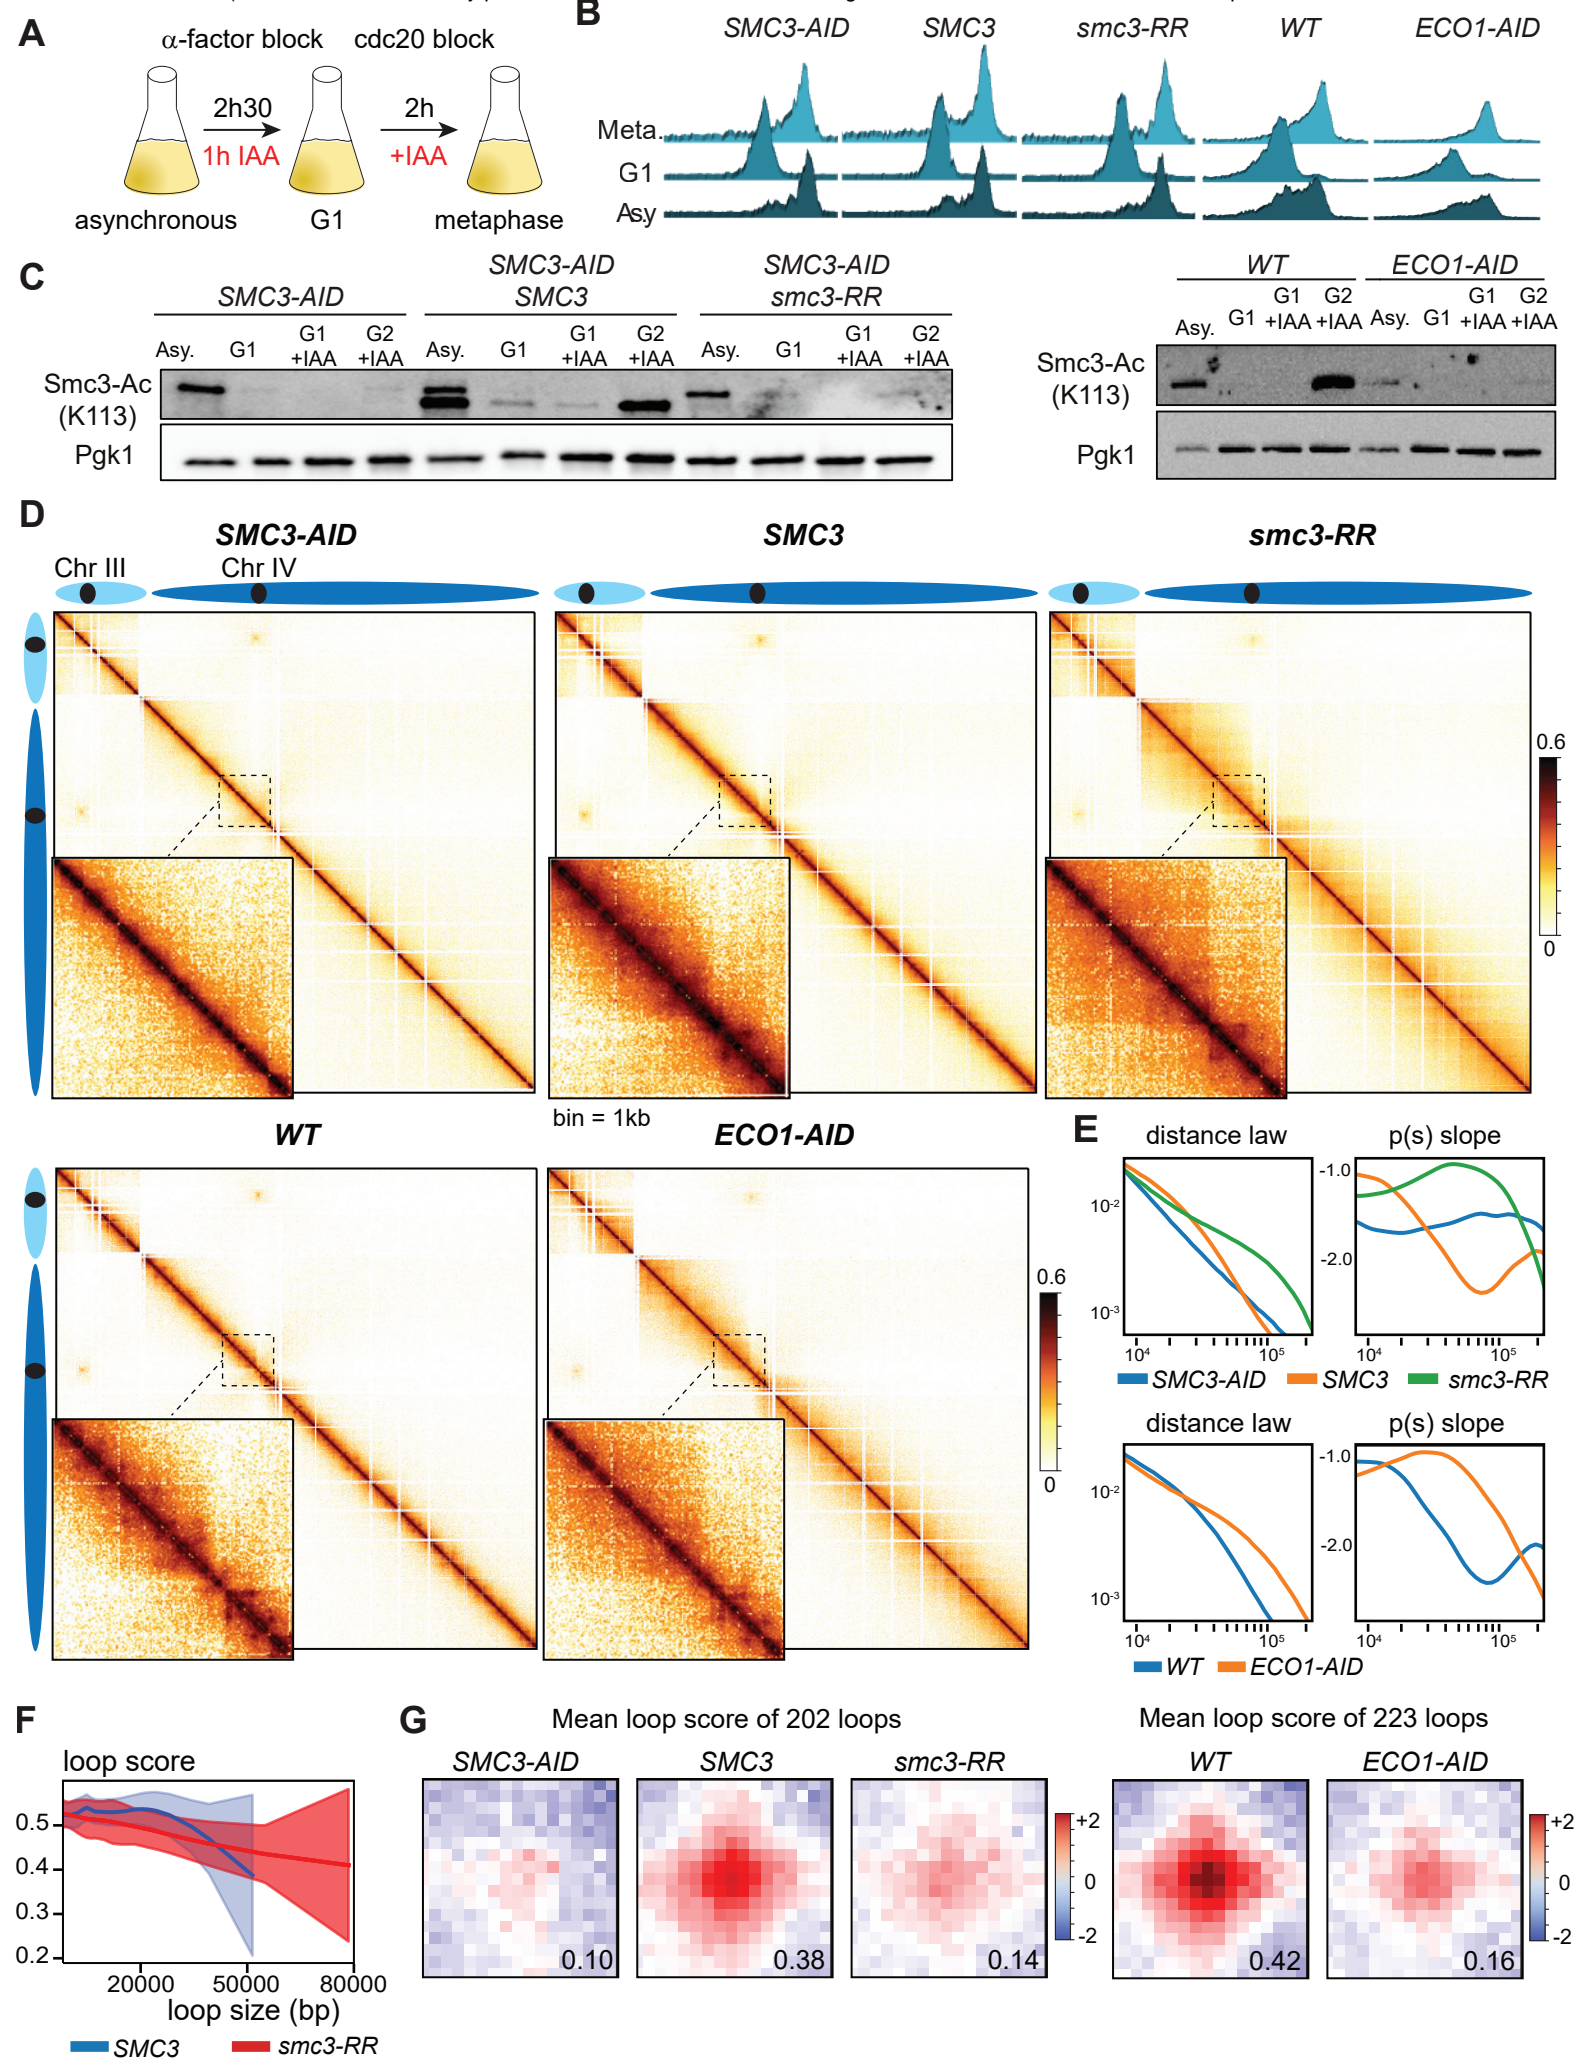 A
α-factor block
cdc20 block
2h30
1h IAA
2h
+IAA
asynchronous
G1
metaphase
B
SMC3-AID
SMC3
smc3-RR
WT
ECO1-AID
Meta.
G1
Asy
C
SMC3-AID
SMC3-AID
SMC3
SMC3-AID
smc3-RR
Asy.
G1
G1
+IAA
G2
+IAA
Asy.
G1
G1
+IAA
G2
+IAA
Asy.
G1
G1
+IAA
G2
+IAA
Smc3-Ac
(K113)
Pgk1
WT
ECO1-AID
Asy.
G1
G1
+IAA
G2
+IAA
Asy.
G1
G1
+IAA
G2
+IAA
Smc3-Ac
(K113)
Pgk1
D
SMC3-AID
SMC3
smc3-RR
Chr III
Chr IV
0.6
0
bin = 1kb
WT
ECO1-AID
0.6
0
E
distance law
p(s) slope
10-2
10-3
104
105
-1.0
-2.0
104
105
SMC3-AID
SMC3
smc3-RR
distance law
p(s) slope
10-2
10-3
104
105
-1.0
-2.0
104
105
WT
ECO1-AID
F
loop score
0.5
0.4
0.3
0.2
20000
50000
80000
loop size (bp)
SMC3
smc3-RR
G
Mean loop score of 202 loops
SMC3-AID
SMC3
smc3-RR
0.10
0.38
0.14
+2
0
-2
Mean loop score of 223 loops
WT
ECO1-AID
0.42
0.16
+2
0
-2